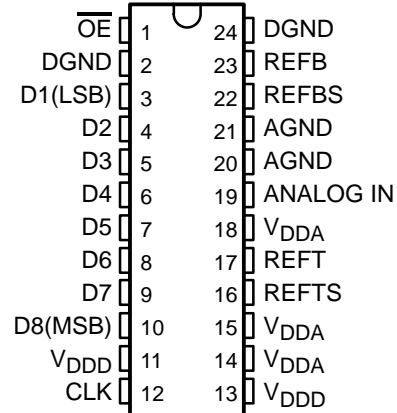 OE 1 24 DGND
DGND 2 23 REFB
D1(LSB) 3 22 REFBS
D2 4 21 AGND
D3 5 20 AGND
D4 6 19 ANALOG IN
D5 7 18 VDDA
D6 8 17 REFT
D7 9 16 REFTS
D8(MSB) 10 15 VDDA
VDDD 11 14 VDDA
CLK 12 13 VDDD